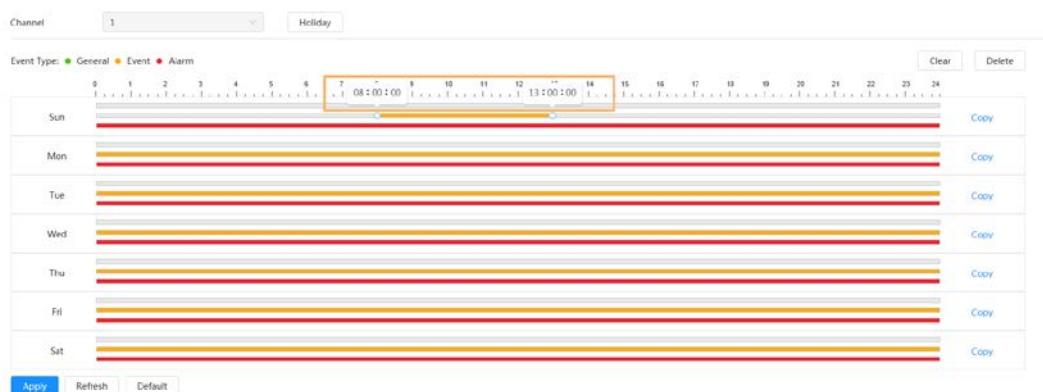 Channel 1 Holiday
Event Type: General Event Alarm Clear Delete
0 1 2 3 4 5 6 7 9 10 11 12 14 15 16 17 18 19 20 21 22 23 24
08:00:00 13:00:00
Sun Copy
Mon Copy
Tue Copy
Wed Copy
Thu Copy
Fri Copy
Sat Copy
Apply Refresh Default